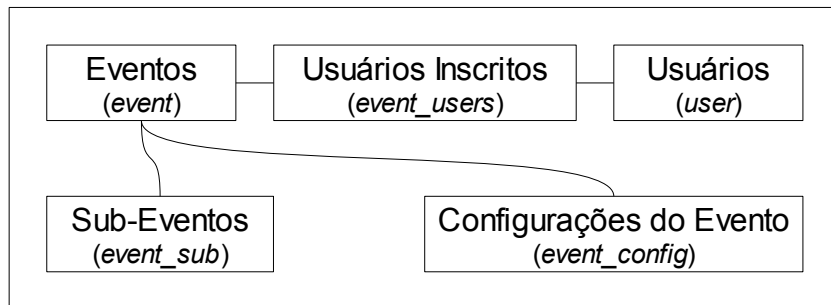 Eventos
(event)
Usuários Inscritos
(event_users)
Usuários
(user)
Sub-Eventos
(event_sub)
Configurações do Evento
(event_config)